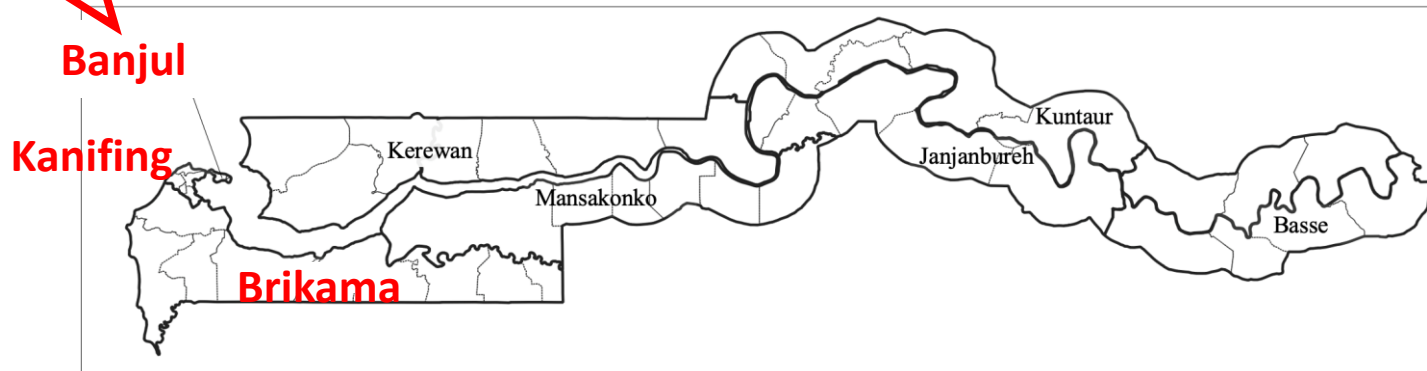 Banjul
Kanifing
Kerewan
Kuntaur
Janjanbureh
Mansakonko
Basse
Brikama